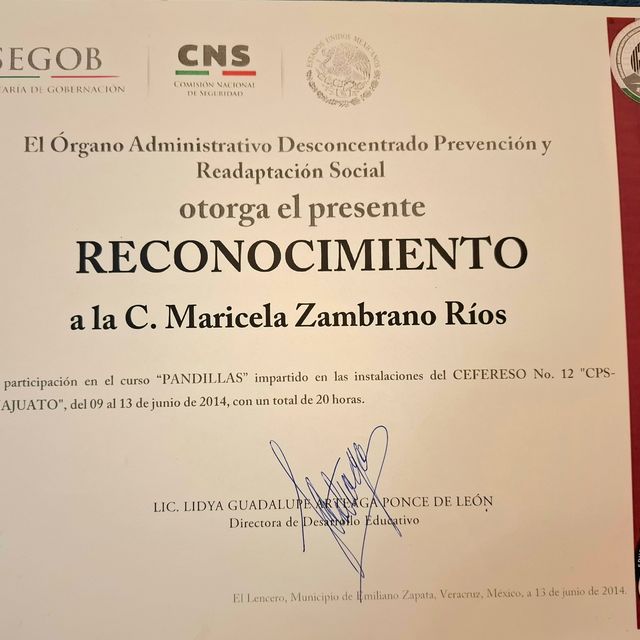 SEGOB
CNS
COMISIÓN NACIONAL
DE SEGURIDAD
ESTADOS UNIDOS MEXICANOS
TARÍA DE GOBERNACIÓN
El Órgano Administrativo Desconcentrado Prevención y
Readaptación Social
otorga el presente
RECONOCIMIENTO
a la C. Maricela Zambrano Ríos
participación en el curso “PANDILLAS” impartido en las instalaciones del CEFERESO No. 12 "CPS-
AJUATO", del 09 al 13 de junio de 2014, con un total de 20 horas.
LIC. LIDYA GUADALUPE ARTEAGA PONCE DE LEÓN
Directora de Desarrollo Educativo
El Lencero, Municipio de Emiliano Zapata, Veracruz, México, a 13 de junio de 2014.